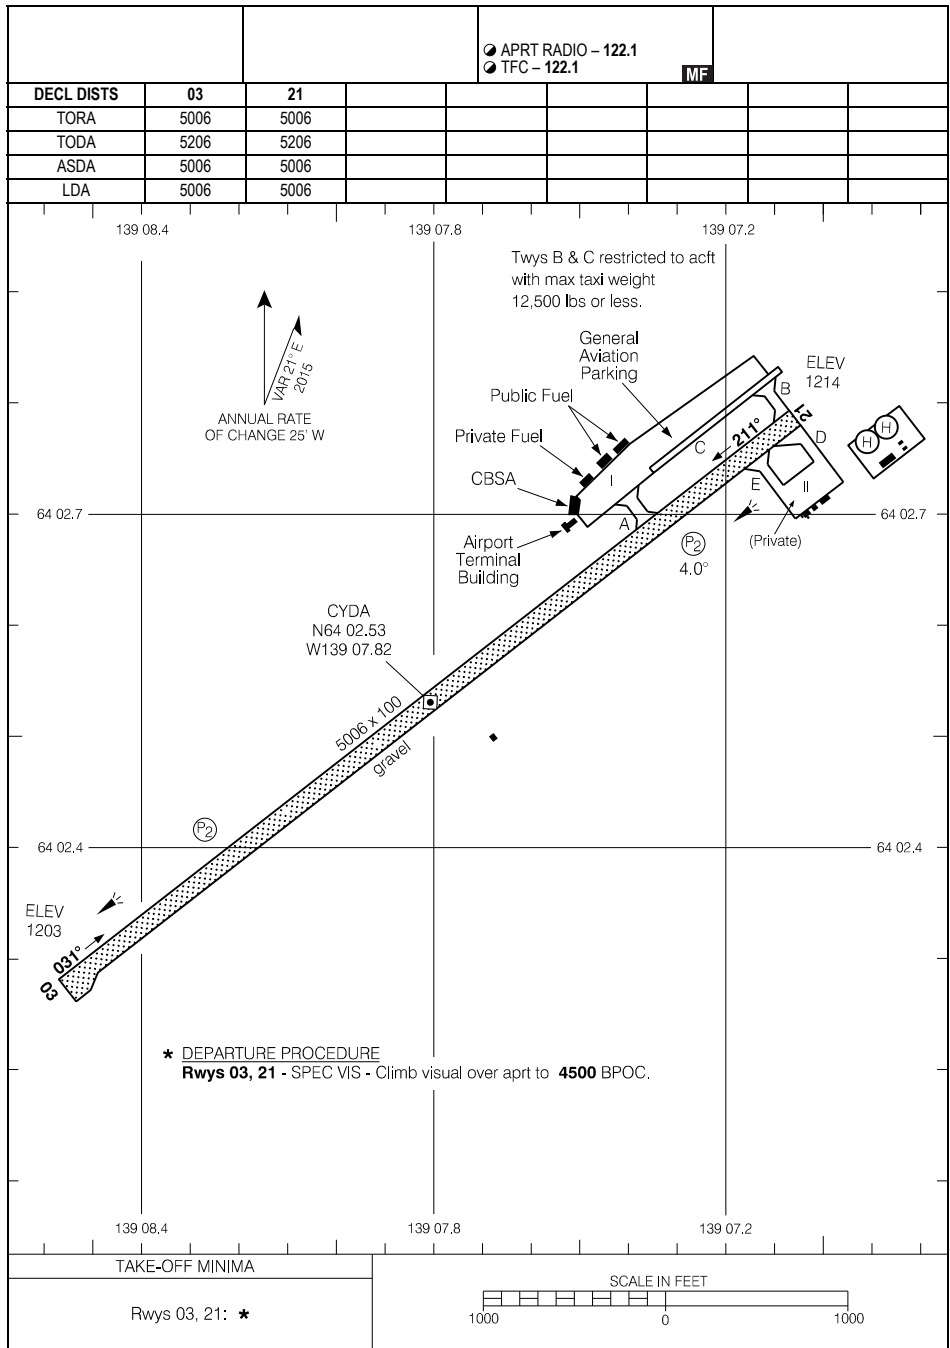 APRT RADIO – 122.1
TFC – 122.1
MF
DECL DISTS 03 21
TORA 5006 5006
TODA 5206 5206
ASDA 5006 5006
LDA 5006 5006
139 08.4 139 07.8 139 07.2
Twys B & C restricted to acft
with max taxi weight
12,500 lbs or less.
VAR 21° E
2015
ANNUAL RATE
OF CHANGE 25' W
General
Aviation
Parking
ELEV
1214
Public Fuel
Private Fuel
CBSA
Airport
Terminal
Building
I
A
B
C
D
E
II
(Private)
H H
21
211°
64 02.7 64 02.7
P2
4.0°
CYDA
N64 02.53
W139 07.82
5006 x 100
gravel
P2
64 02.4 64 02.4
ELEV
1203
031°
03
* DEPARTURE PROCEDURE
Rwys 03, 21 - SPEC VIS - Climb visual over aprt to 4500 BPOC.
139 08.4 139 07.8 139 07.2
TAKE-OFF MINIMA
Rwys 03, 21: *
SCALE IN FEET
1000 0 1000